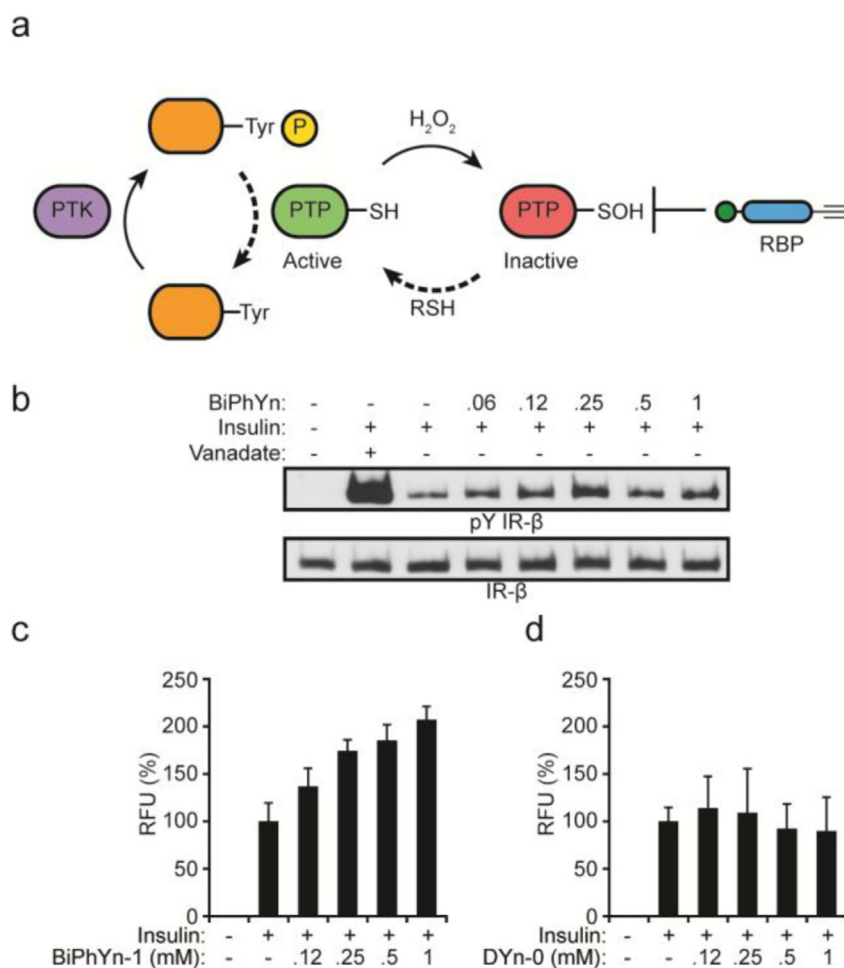 a
H2O2
Tyr P
PTK PTP SH PTP SOH
Active Inactive RBP
RSH
Tyr
b
BiPhYn: - - - .06 .12 .25 .5 1
Insulin: - + + + + + + +
Vanadate: - + - - - - - -
pY IR-β
IR-β
c d
250 250
200 200
150 150
100 100
50 50
0 0
RFU (%) RFU (%)
Insulin: - + + + + + Insulin: - + + + + +
BiPhYn-1 (mM) - - .12 .25 .5 1 DYn-0 (mM) - - .12 .25 .5 1